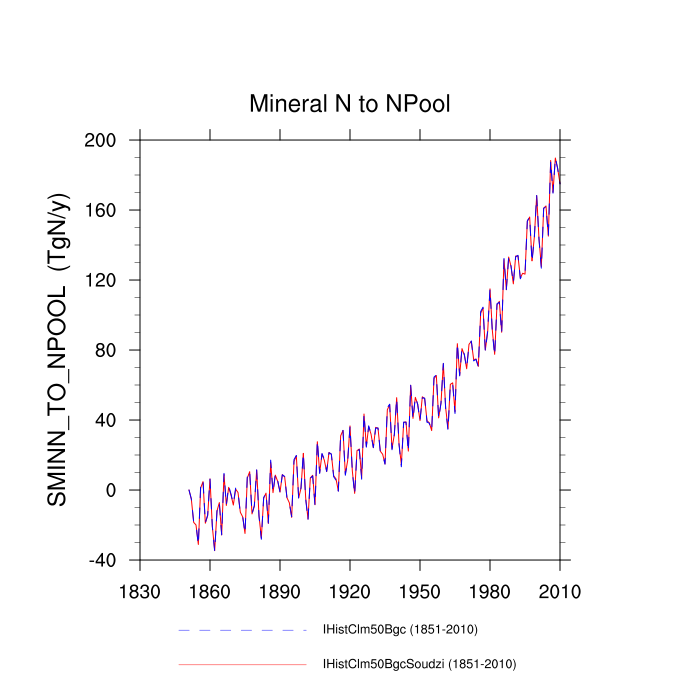 Mineral N to NPool
SMINN_TO_NPOOL (TgN/y)
200
160
120
80
40
0
-40
1830 1860 1890 1920 1950 1980 2010
IHistClm50Bgc (1851-2010)
IHistClm50BgcSoudzi (1851-2010)